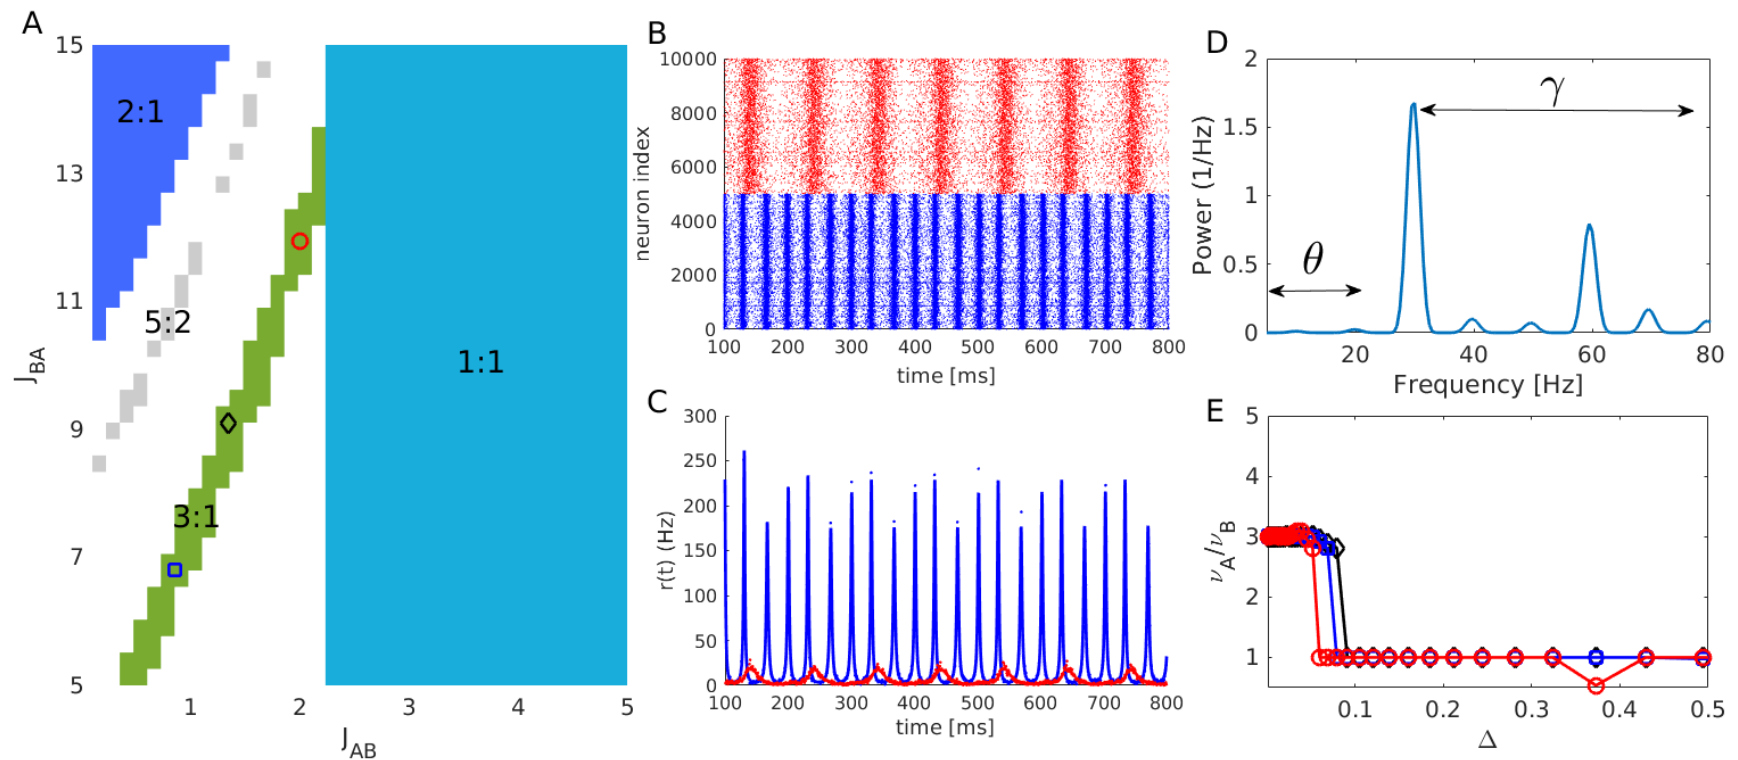 A
15
13
11
9
7
5
J_BA
2:1
5:2
3:1
1:1
1 2 3 4 5
J_AB
B
10000
8000
6000
4000
2000
0
neuron index
100 200 300 400 500 600 700 800
time [ms]
C
300
250
200
150
100
50
0
r(t) (Hz)
100 200 300 400 500 600 700 800
time [ms]
D
2
1.5
1
0.5
0
Power (1/Hz)
γ
θ
20 40 60 80
Frequency [Hz]
E
5
4
3
2
1
ν_A/ν_B
0.1 0.2 0.3 0.4 0.5
Δ